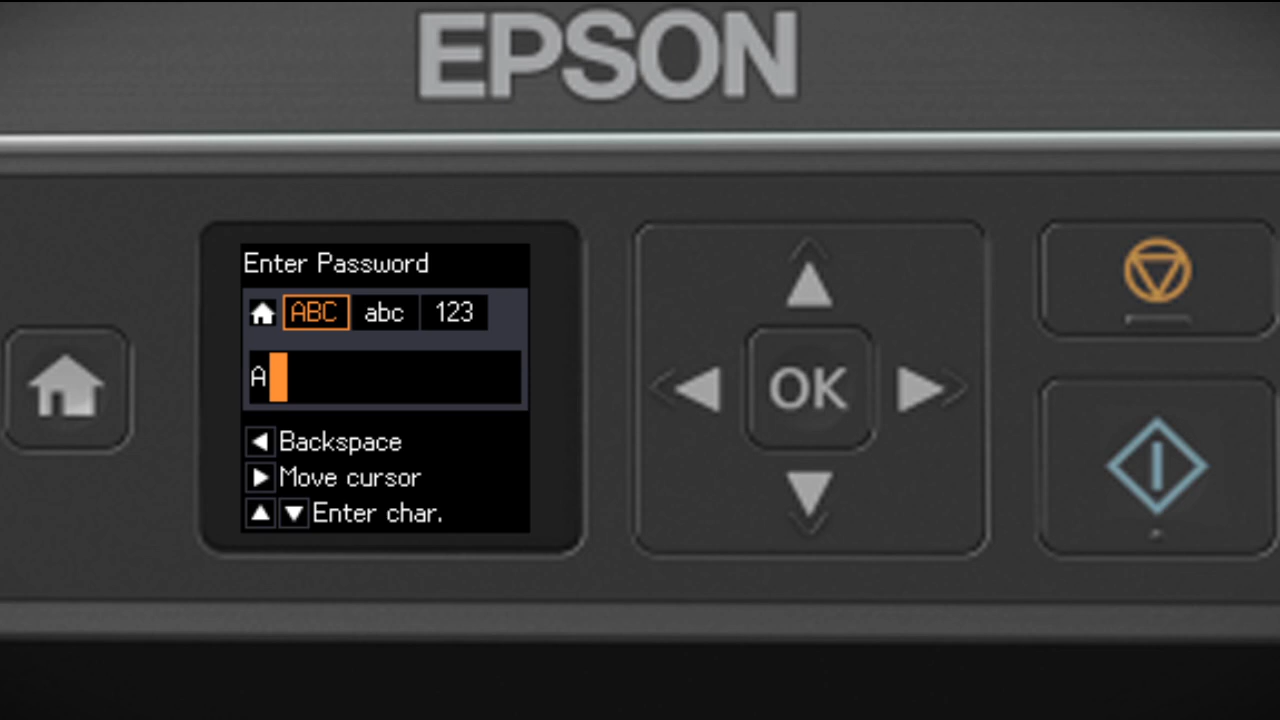 EPSON
Enter Password
ABC abc 123
A
Backspace
Move cursor
Enter char.
OK